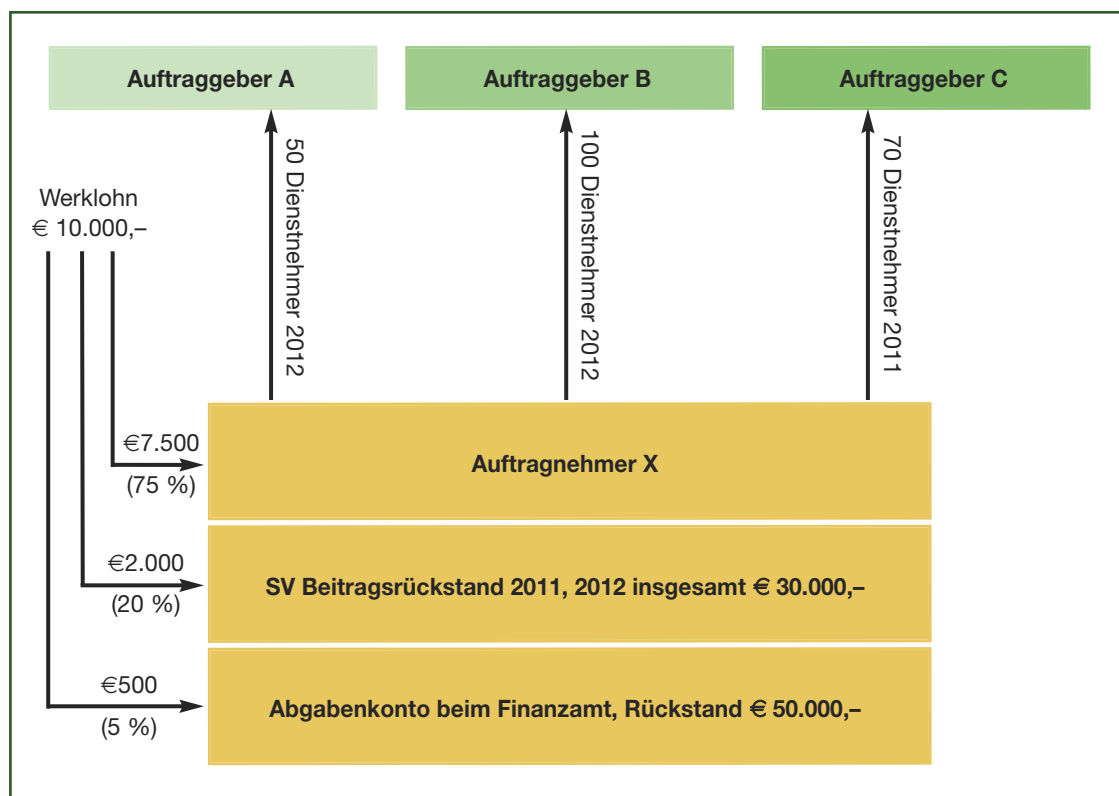 Auftraggeber A
Auftraggeber B
Auftraggeber C
50 Dienstnehmer 2012
100 Dienstnehmer 2012
70 Dienstnehmer 2011
Werklohn
€ 10.000,–
€7.500
(75 %)
Auftragnehmer X
€2.000
(20 %)
SV Beitragsrückstand 2011, 2012 insgesamt € 30.000,–
€500
(5 %)
Abgabenkonto beim Finanzamt, Rückstand € 50.000,–